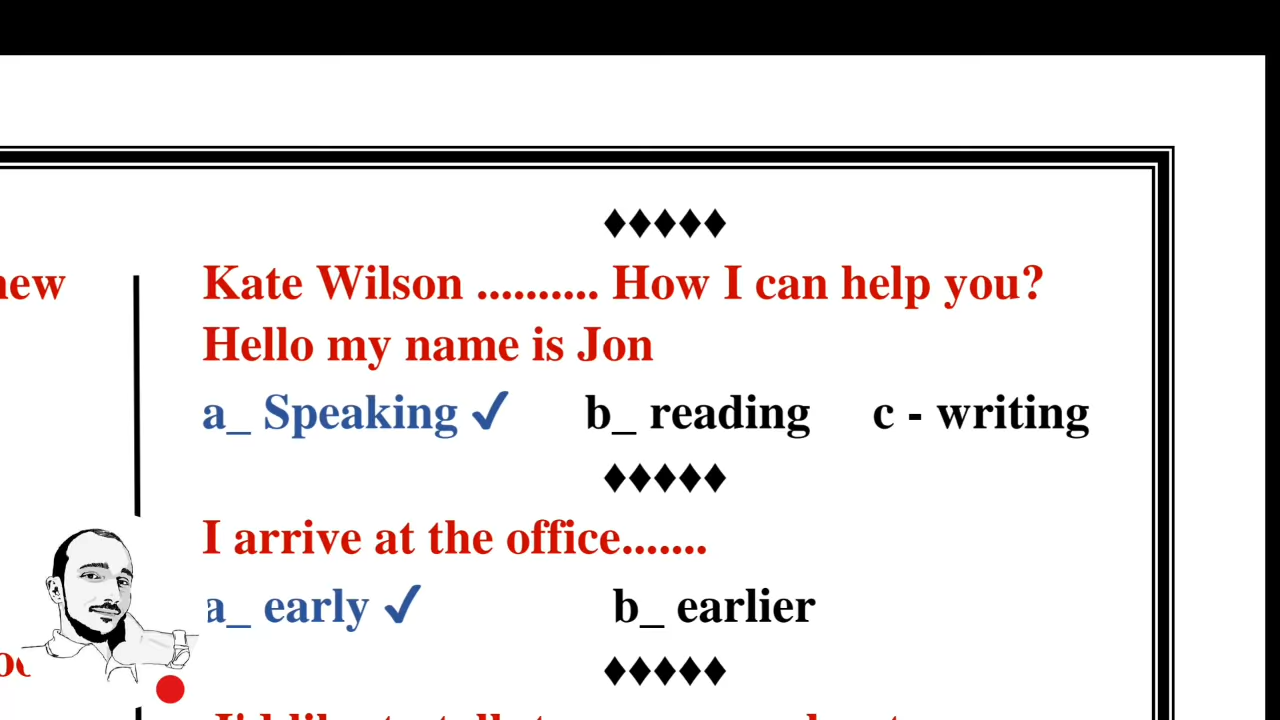 ♦♦♦♦♦
Kate Wilson .......... How I can help you?
Hello my name is Jon
a_ Speaking ✓ b_ reading c - writing
♦♦♦♦♦
I arrive at the office.......
a_ early ✓ b_ earlier
♦♦♦♦♦